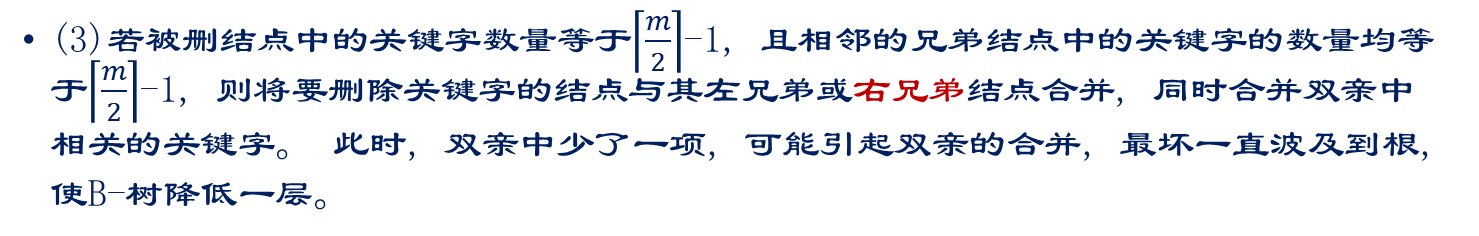 • (3)若被删结点中的关键字数量等于⌈m/2⌉-1, 且相邻的兄弟结点中的关键字的数量均等
于⌈m/2⌉-1, 则将要删除关键字的结点与其左兄弟或右兄弟结点合并, 同时合并双亲中
相关的关键字。 此时, 双亲中少了一项, 可能引起双亲的合并, 最坏一直波及到根,
使B-树降低一层。